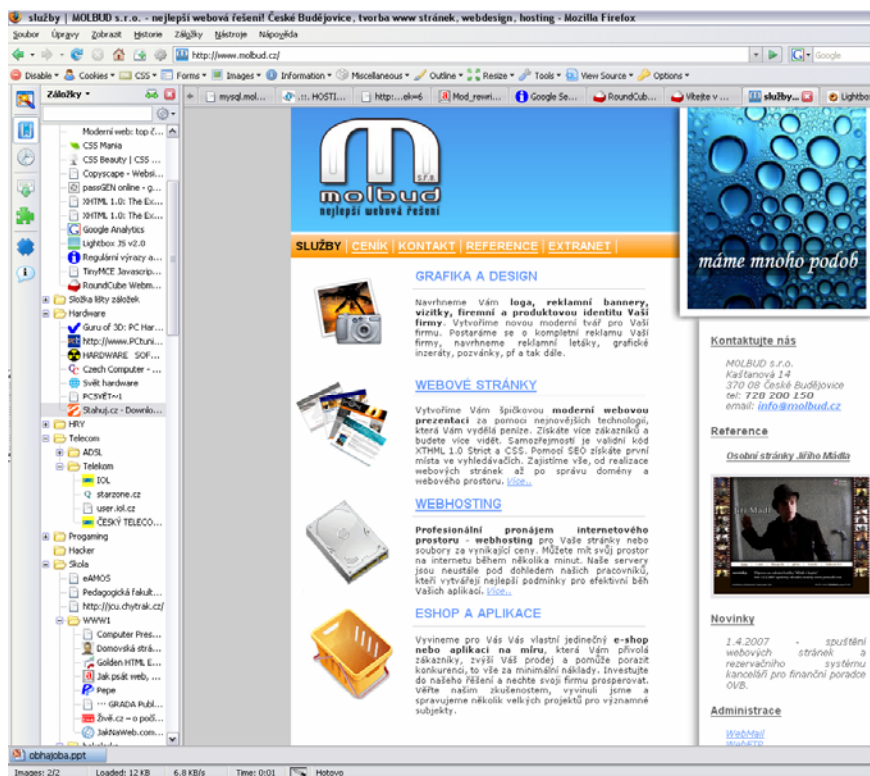 služby | MOLBUD s.r.o. - nejlepší webová řešení! České Budějovice, tvorba www stránek, webdesign, hosting - Mozilla Firefox
Soubor Úpravy Zobrazit Historie Záložky Nástroje Nápověda
http://www.molbud.cz/
Google
Disable Cookies CSS Forms Images Information Miscellaneous Outline Resize Tools View Source Options
Záložky
mysql.mol...
.::. HOSTI...
http:...ek=6
Mod_rewri...
Google Se...
RoundCub...
Vítejte v ...
služby...
Lightbox
Moderní web: top č...
CSS Mania
CSS Beauty | CSS ...
Copyscape - Websi...
passGEN online - g...
XHTML 1.0: The Ex...
XHTML 1.0: The Ex...
Google Analytics
Lightbox JS v2.0
Regulární výrazy a...
TinyMCE Javascrip...
RoundCube Webm...
Složka lišty záložek
Hardware
Guru of 3D: PC Har...
http://www.PCtuni...
HARDWARE SOF...
Czech Computer - ...
Svět hardware
PCSVĚT~1
Stahuj.cz - Downlo...
HRY
Telecom
ADSL
Telekom
IOL
starzone.cz
user.iol.cz
ČESKÝ TELECO...
Progaming
Hacker
Skola
eAMOS
Pedagogická fakult...
http://jcu.chytrak.cz/
WWW1
Computer Pres...
Domovská strá...
Golden HTML E...
Jak psát web, ...
Pepe
··· GRADA Publ...
Živě.cz – o poči...
JakNaWeb.com...
molbud
s.r.o.
nejlepší webová řešení
SLUŽBY | CENÍK | KONTAKT | REFERENCE | EXTRANET |
máme mnoho podob
GRAFIKA A DESIGN
Navrhneme Vám loga, reklamní bannery,
vizitky, firemní a produktovou identitu Vaší
firmy. Vytvoříme novou moderní tvář pro Vaší
firmu. Postaráme se o kompletní reklamu Vaší
firmy, navrhneme reklamní letáky, grafické
inzeráty, pozvánky, pf a tak dále.
WEBOVÉ STRÁNKY
Vytvoříme Vám špičkovou moderní webovou
prezentaci za pomoci nejnovějších technologií,
která Vám vydělá peníze. Získáte více zákazníků a
budete více vidět. Samozřejmostí je validní kód
XTHML 1.0 Strict a CSS. Pomocí SEO získáte první
místa ve vyhledávačích. Zajistíme vše, od realizace
webových stránek až po správu domény a
webového prostoru. Více..
WEBHOSTING
Profesionální pronájem internetového
prostoru - webhosting pro Vaše stránky nebo
soubory za vynikající ceny. Můžete mít svůj prostor
na internetu během několika minut. Naše servery
jsou neustále pod dohledem našich pracovníků,
kteří vytvářejí nejlepší podmínky pro efektivní běh
Vašich aplikací. Více..
ESHOP A APLIKACE
Vyvineme pro Vás Vás vlastní jedinečný e-shop
nebo aplikaci na míru, která Vám přivolá
zákazníky, zvýší Váš prodej a pomůže porazit
konkurenci, to vše za minimální náklady. Investujte
do našeho řěšení a nechte svoji firmu prosperovat.
Věřte našim zkušenostem, vyvinuli jsme a
spravujeme několik velkých projektů pro významné
subjekty.
Kontaktujte nás
MOLBUD s.r.o.
Kaštanová 14
370 08 České Budějovice
tel: 728 200 150
email: info@molbud.cz
Reference
Osobní stránky Jiřího Mádla
Jiří Mádl
Novinky
1.4.2007 - spuštění
webových stránek a
rezervačního systérnu
kanceláři pro finanční poradce
OVB.
Administrace
WebMail
WebFTP
obhajoba.ppt
Images: 2/2 Loaded: 12 KB 6.8 KB/s Time: 0:01 Hotovo